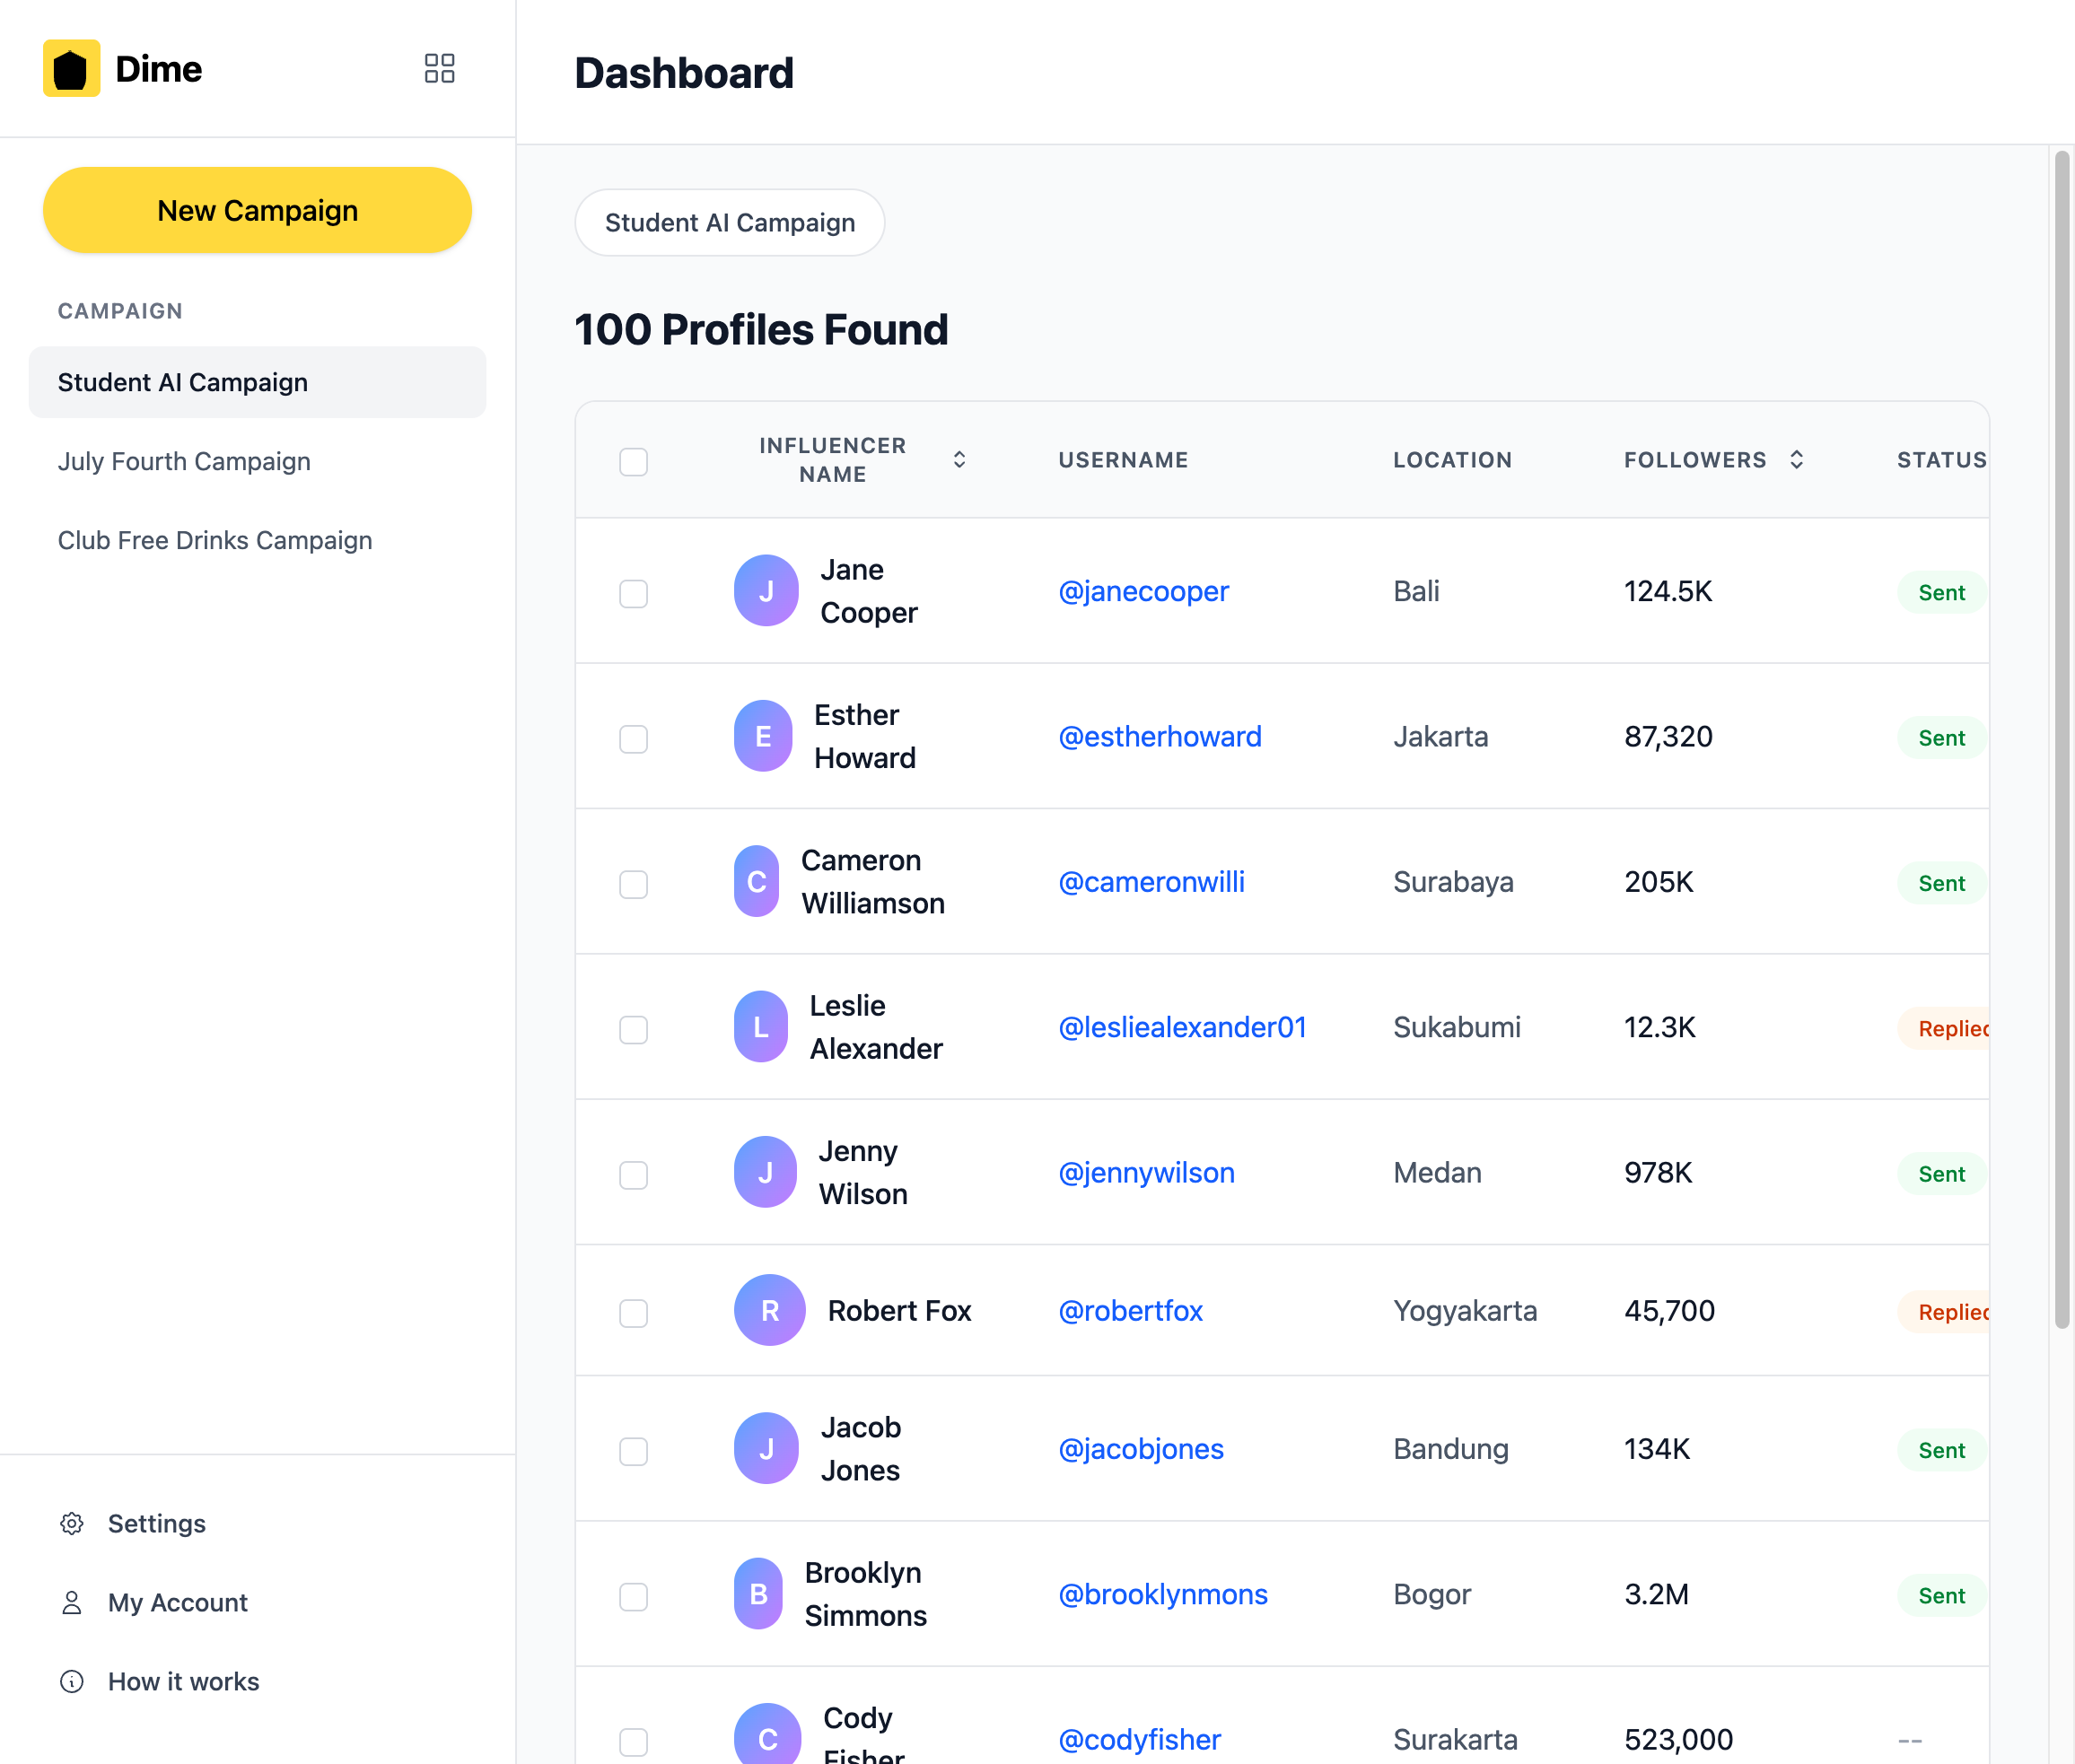 Dime
New Campaign
CAMPAIGN
Student AI Campaign
July Fourth Campaign
Club Free Drinks Campaign
Settings
My Account
How it works
Dashboard
Student AI Campaign
100 Profiles Found
INFLUENCER
NAME
USERNAME
LOCATION
FOLLOWERS
STATUS
J
Jane
Cooper
@janecooper
Bali
124.5K
Sent
E
Esther
Howard
@estherhoward
Jakarta
87,320
Sent
C
Cameron
Williamson
@cameronwilli
Surabaya
205K
Sent
L
Leslie
Alexander
@lesliealexander01
Sukabumi
12.3K
Replied
J
Jenny
Wilson
@jennywilson
Medan
978K
Sent
R
Robert Fox
@robertfox
Yogyakarta
45,700
Replied
J
Jacob
Jones
@jacobjones
Bandung
134K
Sent
B
Brooklyn
Simmons
@brooklynmons
Bogor
3.2M
Sent
C
Cody
Fisher
@codyfisher
Surakarta
523,000
--